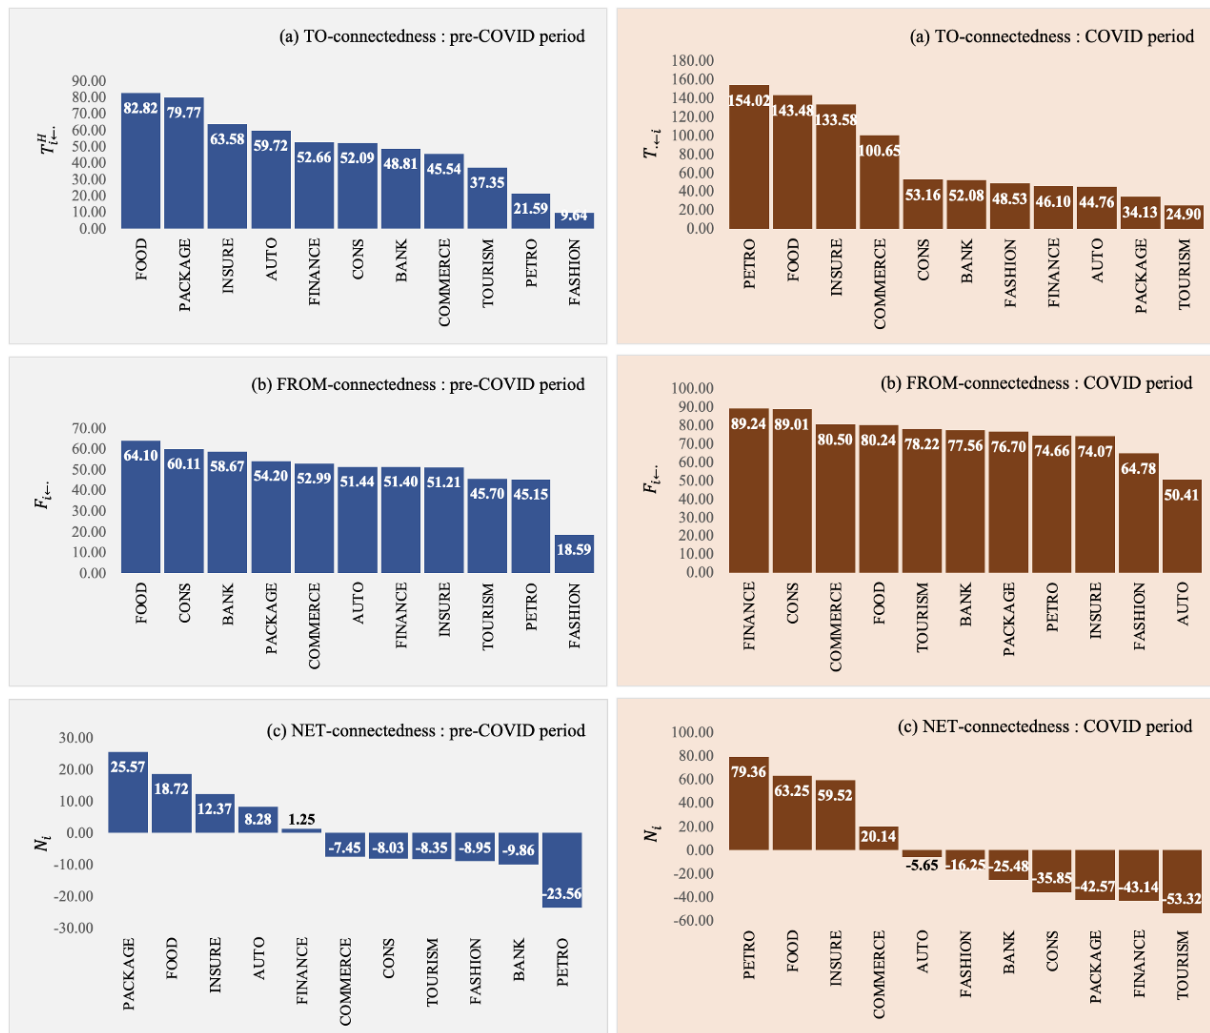 (a) TO-connectedness : pre-COVID period
90.00
80.00
70.00
60.00
50.00
40.00
30.00
20.00
10.00
0.00
T^H_{i←.}
82.82 79.77 63.58 59.72 52.66 52.09 48.81 45.54 37.35 21.59 9.64
FOOD PACKAGE INSURE AUTO FINANCE CONS BANK COMMERCE TOURISM PETRO FASHION
(a) TO-connectedness : COVID period
180.00
160.00
140.00
120.00
100.00
80.00
60.00
40.00
20.00
0.00
T_{.←i}
154.02 143.48 133.58 100.65 53.16 52.08 48.53 46.10 44.76 34.13 24.90
PETRO FOOD INSURE COMMERCE CONS BANK FASHION FINANCE AUTO PACKAGE TOURISM
(b) FROM-connectedness : pre-COVID period
70.00
60.00
50.00
40.00
30.00
20.00
10.00
0.00
F_{i←.}
64.10 60.11 58.67 54.20 52.99 51.44 51.40 51.21 45.70 45.15 18.59
FOOD CONS BANK PACKAGE COMMERCE AUTO FINANCE INSURE TOURISM PETRO FASHION
(b) FROM-connectedness : COVID period
100.00
90.00
80.00
70.00
60.00
50.00
40.00
30.00
20.00
10.00
0.00
F_{i←.}
89.24 89.01 80.50 80.24 78.22 77.56 76.70 74.66 74.07 64.78 50.41
FINANCE CONS COMMERCE FOOD TOURISM BANK PACKAGE PETRO INSURE FASHION AUTO
(c) NET-connectedness : pre-COVID period
30.00
20.00
10.00
0.00
-10.00
-20.00
-30.00
N_i
25.57 18.72 12.37 8.28 1.25 -7.45 -8.03 -8.35 -8.95 -9.86 -23.56
PACKAGE FOOD INSURE AUTO FINANCE COMMERCE CONS TOURISM FASHION BANK PETRO
(c) NET-connectedness : COVID period
100.00
80.00
60.00
40.00
20.00
0.00
-20.00
-40.00
-60.00
N_i
79.36 63.25 59.52 20.14 -5.65 -16.25 -25.48 -35.85 -42.57 -43.14 -53.32
PETRO FOOD INSURE COMMERCE AUTO FASHION BANK CONS PACKAGE FINANCE TOURISM